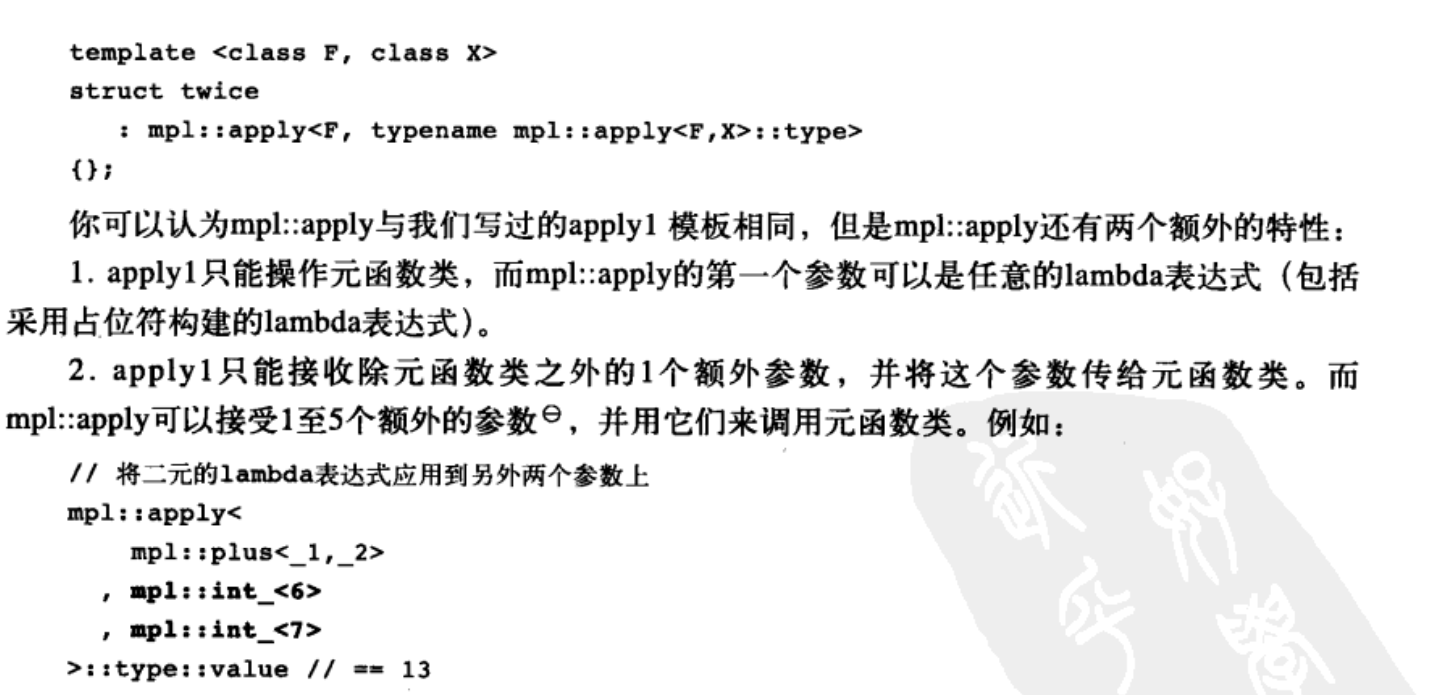 template <class F, class X>
struct twice
: mpl::apply<F, typename mpl::apply<F,X>::type>
{};
你可以认为mpl::apply与我们写过的apply1 模板相同，但是mpl::apply还有两个额外的特性：
1. apply1只能操作元函数类，而mpl::apply的第一个参数可以是任意的lambda表达式（包括
采用占位符构建的lambda表达式）。
2. apply1只能接收除元函数类之外的1个额外参数，并将这个参数传给元函数类。而
mpl::apply可以接受1至5个额外的参数㊀，并用它们来调用元函数类。例如：
// 将二元的lambda表达式应用到另外两个参数上
mpl::apply<
mpl::plus<_1,_2>
, mpl::int_<6>
, mpl::int_<7>
>::type::value // == 13